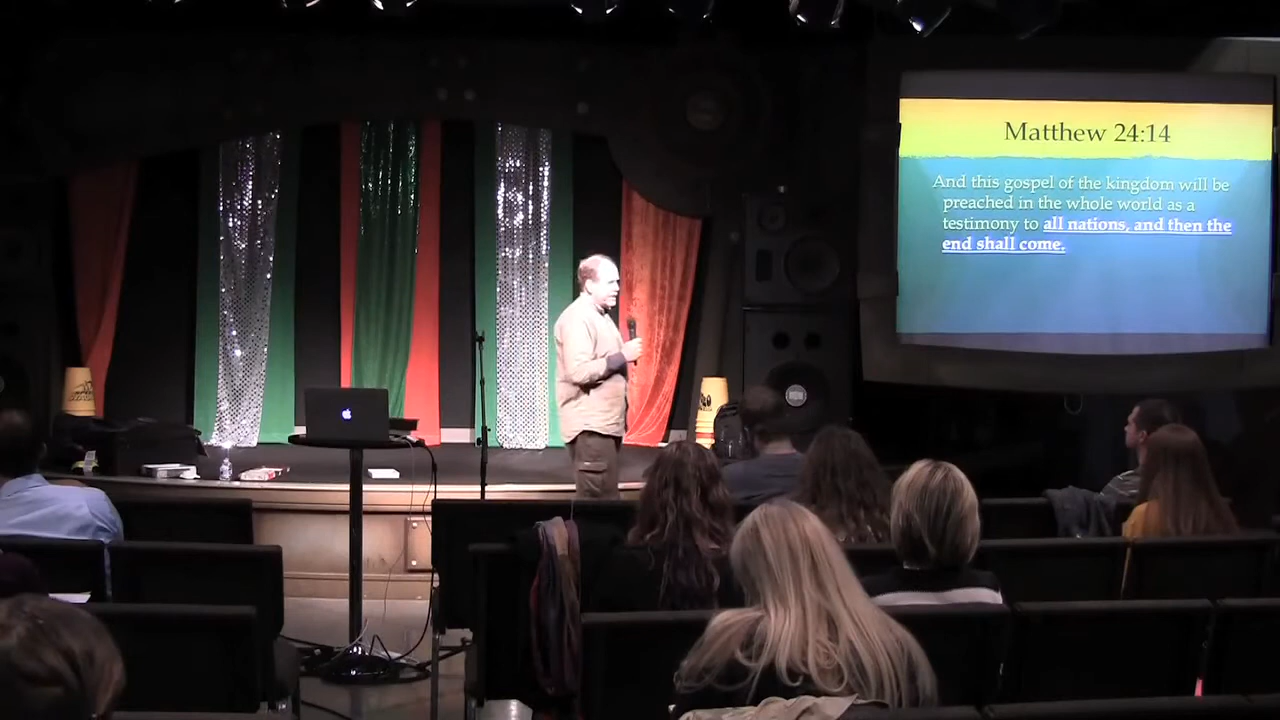 Matthew 24:14
And this gospel of the kingdom will be
preached in the whole world as a
testimony to all nations, and then the
end shall come.